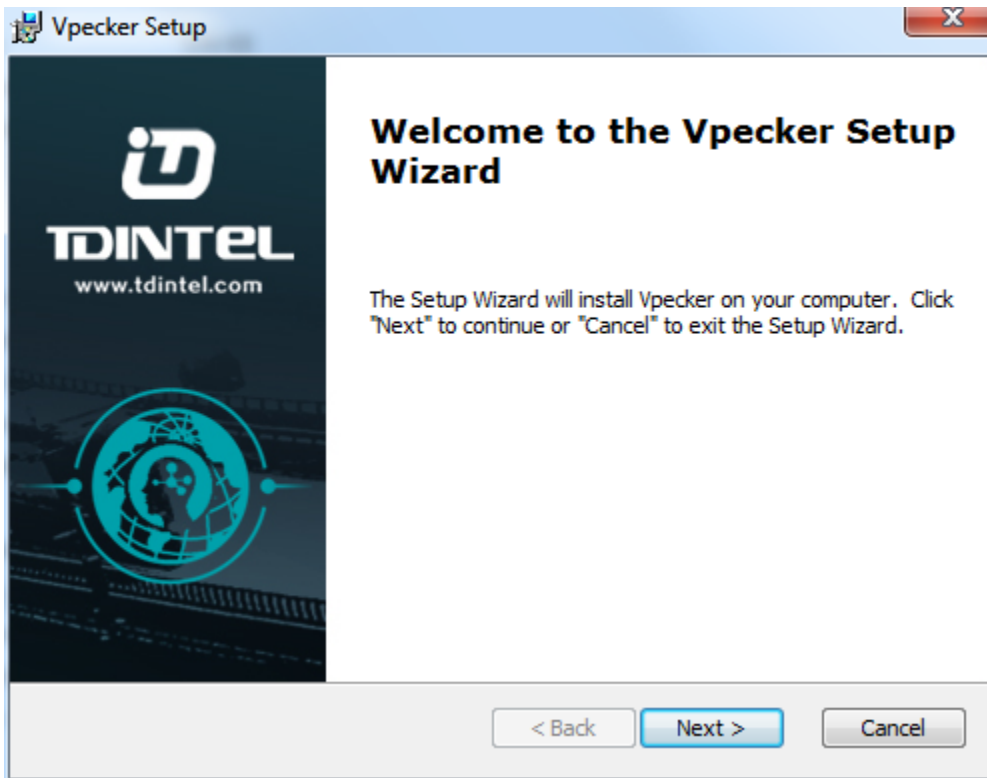 Vpecker Setup
TDINTEL
www.tdintel.com
Welcome to the Vpecker Setup
Wizard
The Setup Wizard will install Vpecker on your computer.  Click
"Next" to continue or "Cancel" to exit the Setup Wizard.
< Back
Next >
Cancel